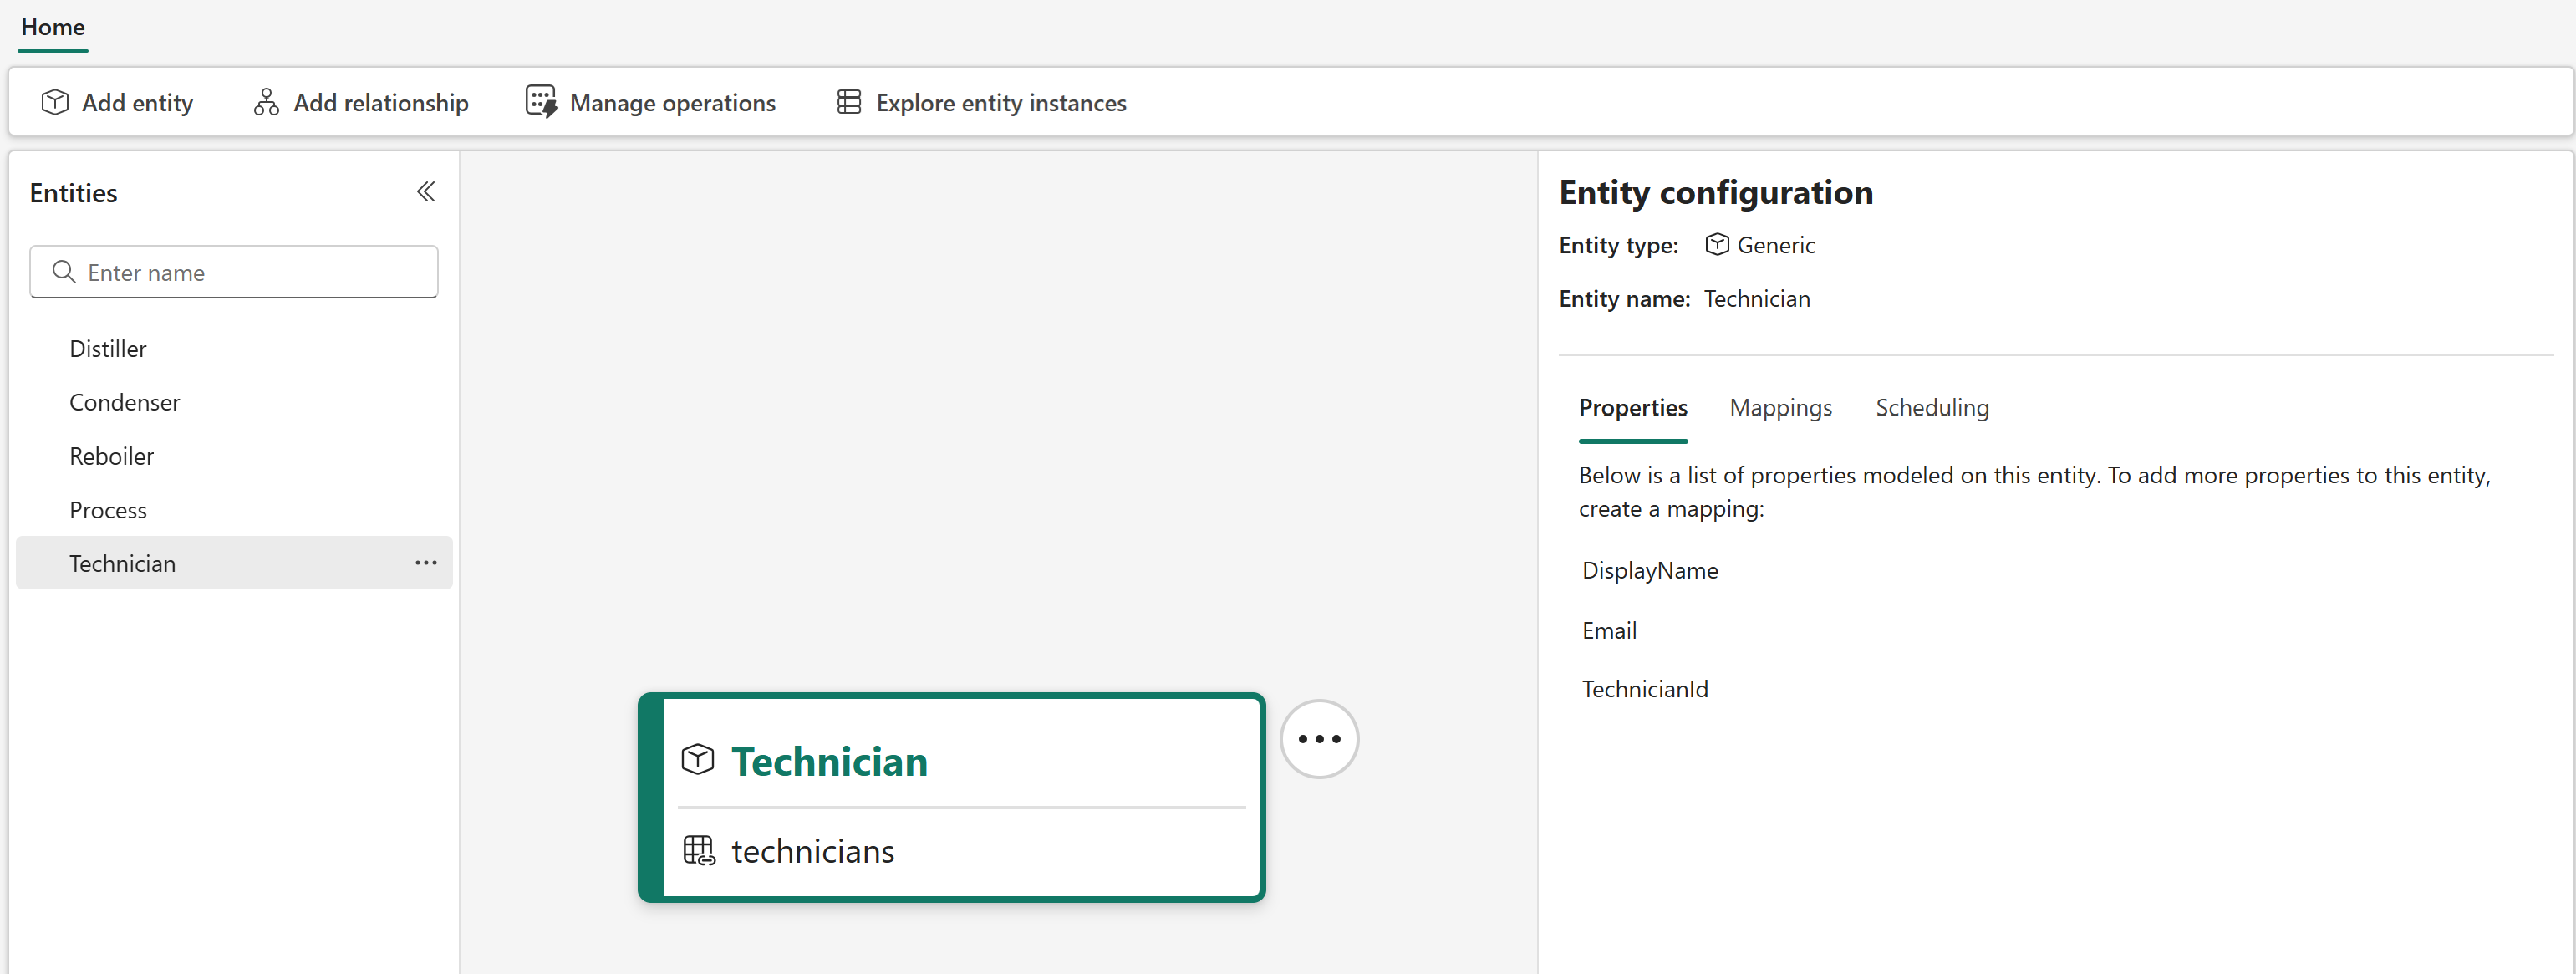 Home
Add entity
Add relationship
Manage operations
Explore entity instances
Entities
Enter name
Distiller
Condenser
Reboiler
Process
Technician
Technician
technicians
Entity configuration
Entity type: Generic
Entity name: Technician
Properties
Mappings
Scheduling
Below is a list of properties modeled on this entity. To add more properties to this entity,
create a mapping:
DisplayName
Email
TechnicianId